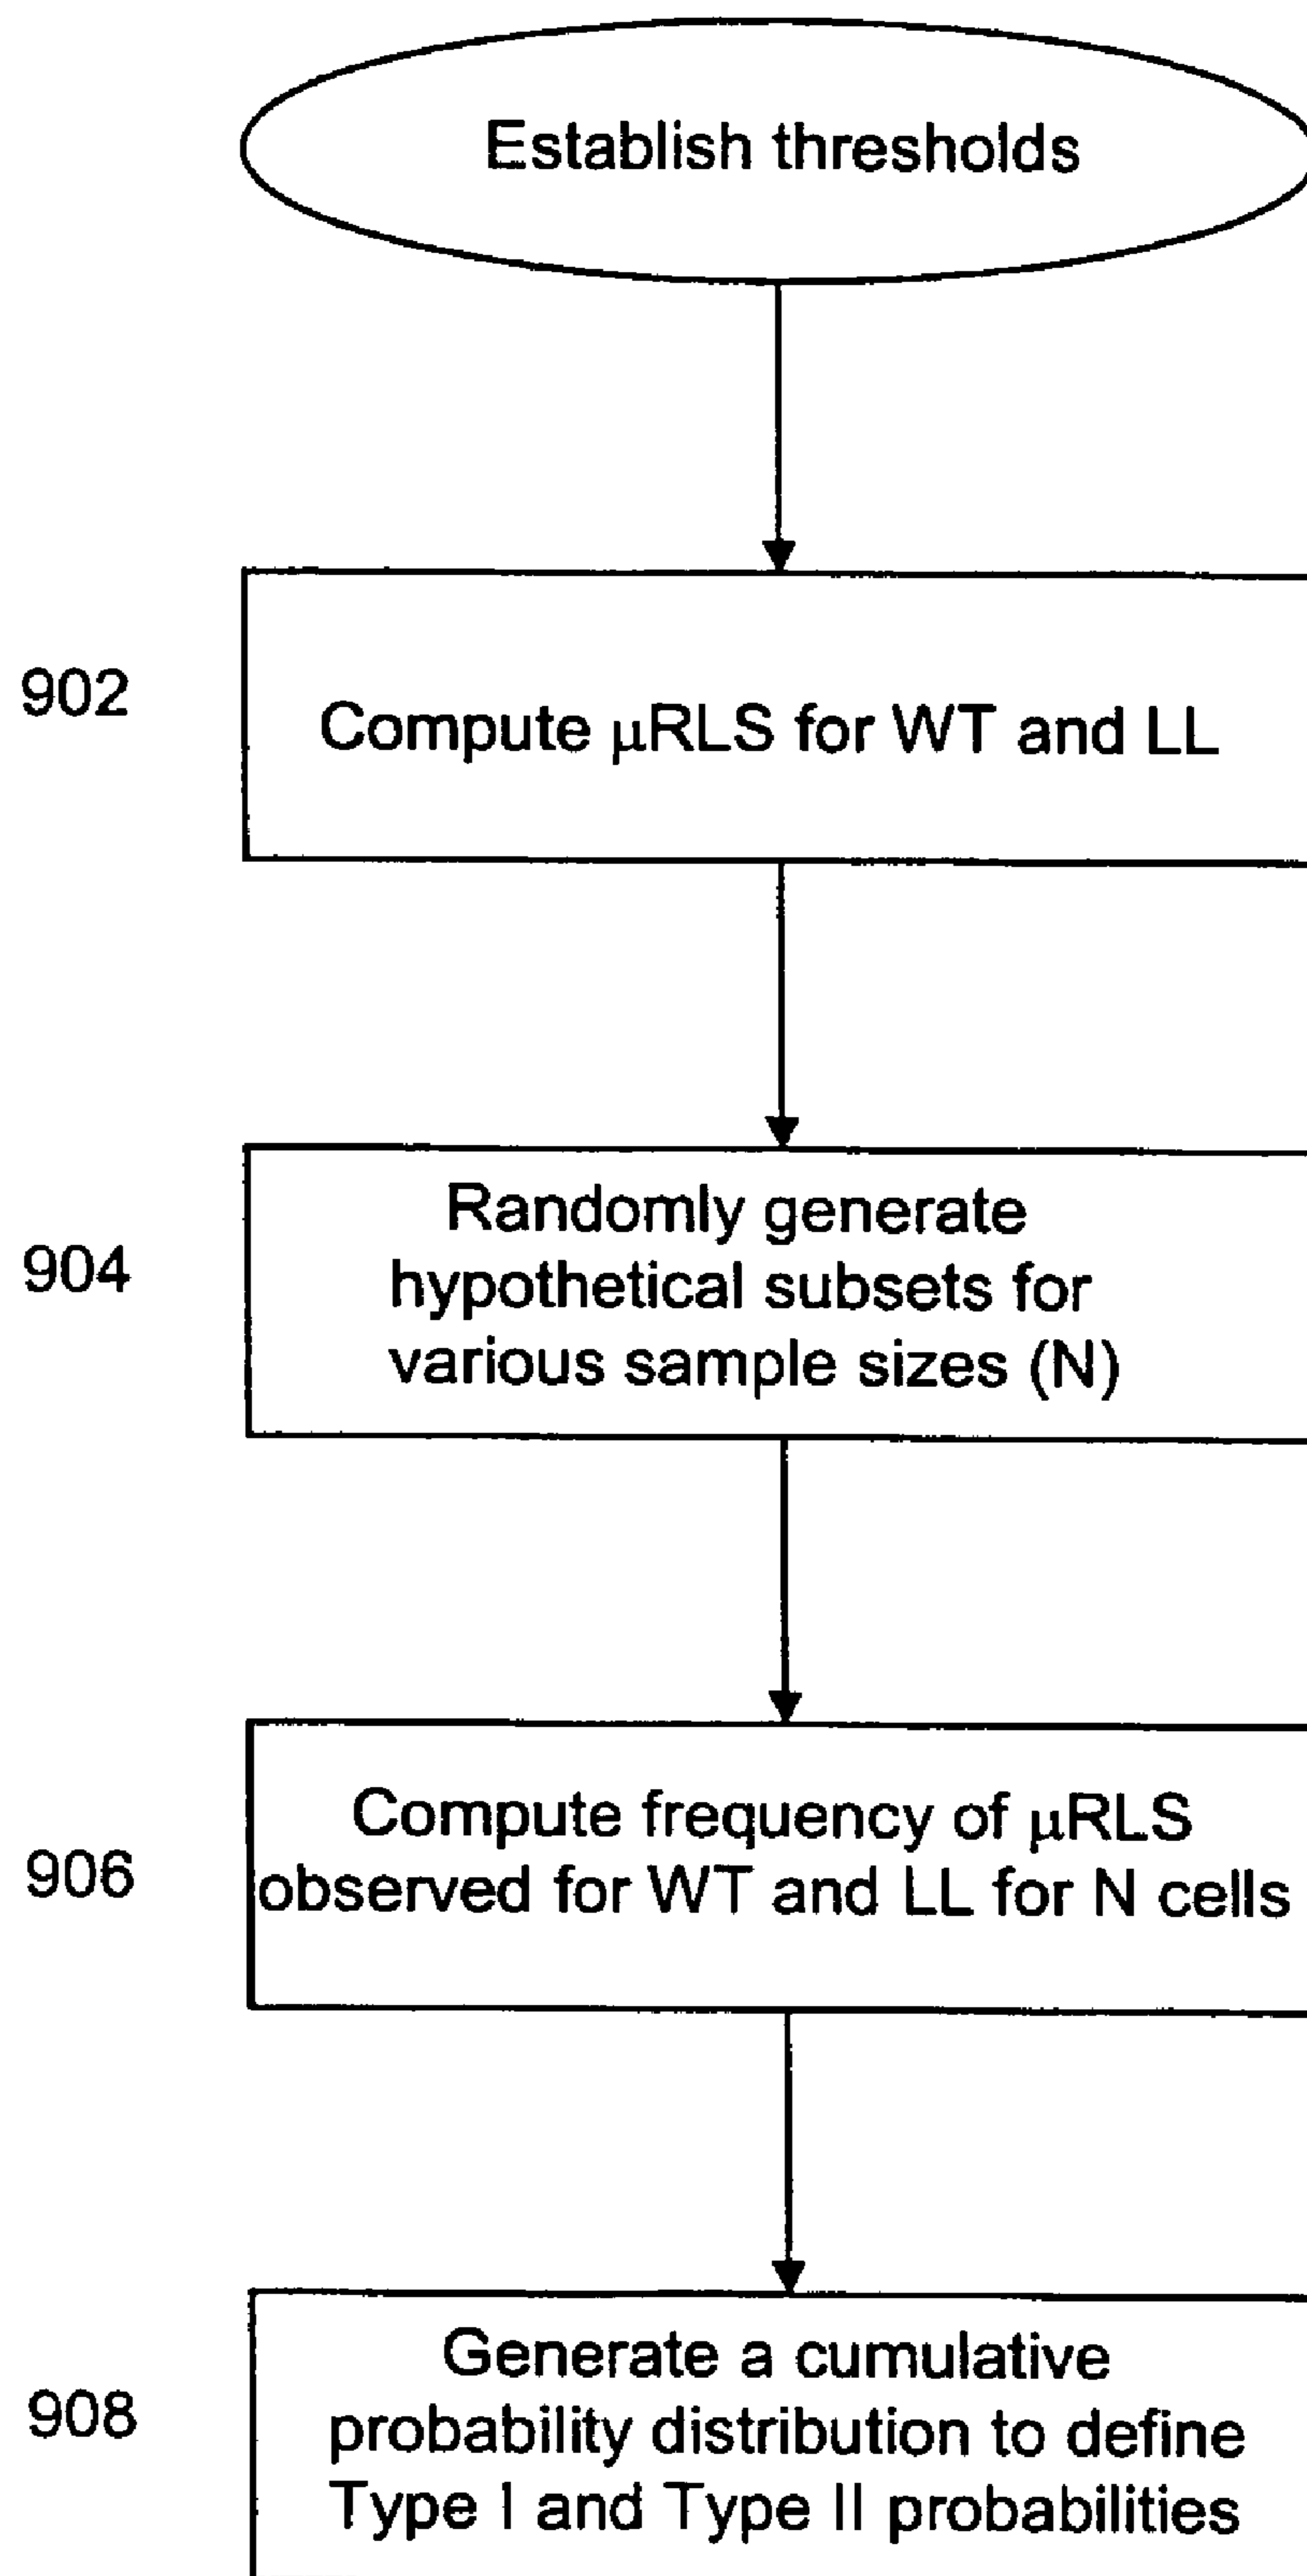 Establish thresholds
902
Compute μRLS for WT and LL
904
Randomly generate
hypothetical subsets for
various sample sizes (N)
906
Compute frequency of μRLS
observed for WT and LL for N cells
908
Generate a cumulative
probability distribution to define
Type I and Type II probabilities